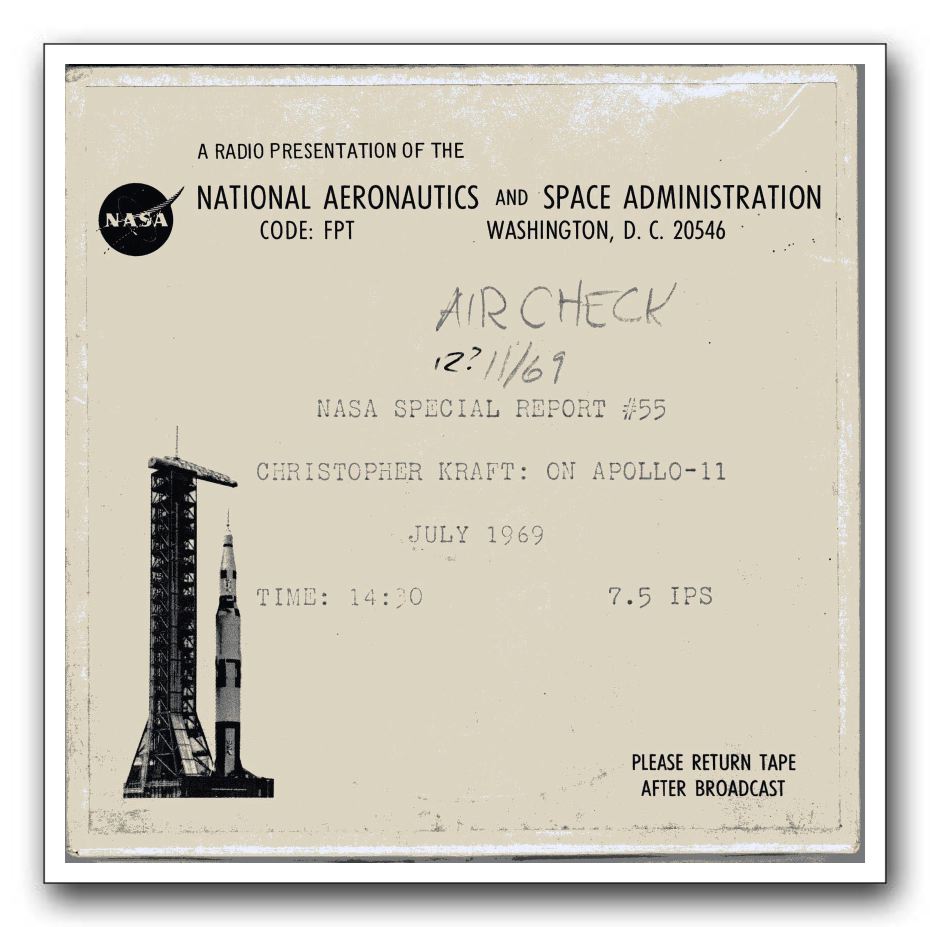 A RADIO PRESENTATION OF THE
NASA
NATIONAL AERONAUTICS AND SPACE ADMINISTRATION
CODE: FPT WASHINGTON, D. C. 20546
AIR CHECK
12? 11/69
NASA SPECIAL REPORT #55
CHRISTOPHER KRAFT: ON APOLLO-11
JULY 1969
TIME: 14:30 7.5 IPS
PLEASE RETURN TAPE
AFTER BROADCAST